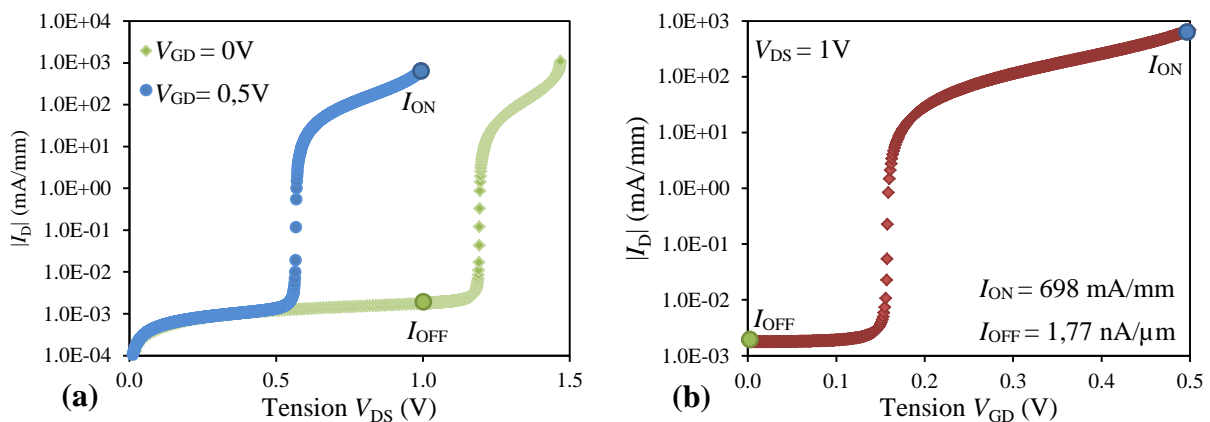 1.0E+04
1.0E+03
1.0E+02
1.0E+01
1.0E+00
1.0E-01
1.0E-02
1.0E-03
1.0E-04
|I_D| (mA/mm)
V_GD = 0V
V_GD = 0,5V
I_ON
I_OFF
0.0 0.5 1.0 1.5
(a) Tension V_DS (V)
1.0E+03
1.0E+02
1.0E+01
1.0E+00
1.0E-01
1.0E-02
1.0E-03
|I_D| (mA/mm)
V_DS = 1V
I_ON
I_ON = 698 mA/mm
I_OFF
I_OFF = 1,77 nA/µm
0.0 0.1 0.2 0.3 0.4 0.5
(b) Tension V_GD (V)